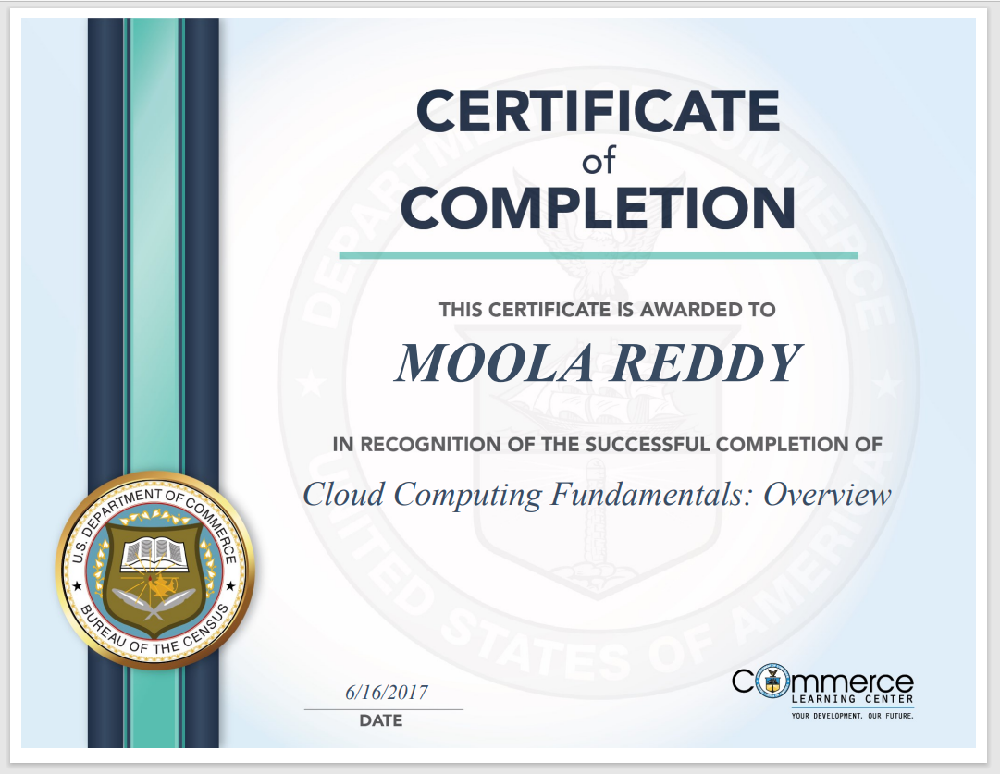 CERTIFICATE
of
COMPLETION
THIS CERTIFICATE IS AWARDED TO
MOOLA REDDY
IN RECOGNITION OF THE SUCCESSFUL COMPLETION OF
Cloud Computing Fundamentals: Overview
U.S. DEPARTMENT OF COMMERCE
BUREAU OF THE CENSUS
DEPARTMENT OF COMMERCE
UNITED STATES OF AMERICA
6/16/2017
DATE
Commerce
LEARNING CENTER
YOUR DEVELOPMENT. OUR FUTURE.